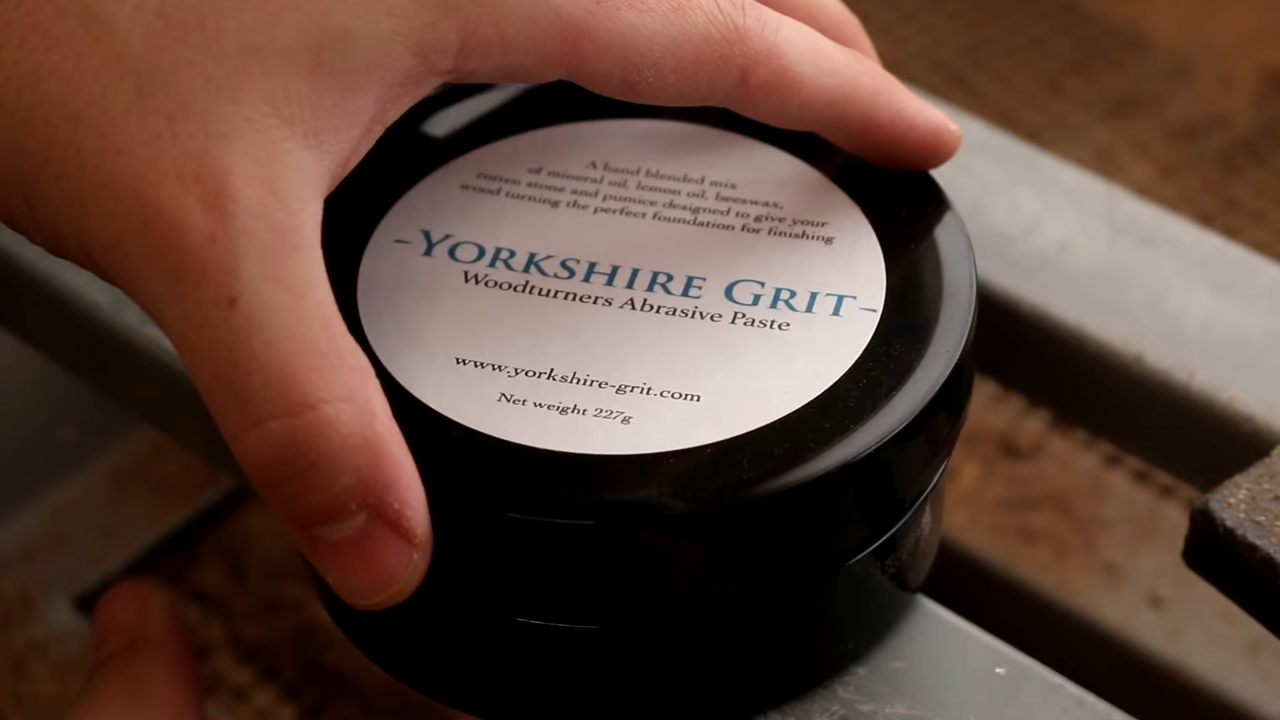 A hand blended mix
of mineral oil, lemon oil, beeswax,
rotten stone and pumice designed to give your
wood turning the perfect foundation for finishing
-YORKSHIRE GRIT-
Woodturners Abrasive Paste
www.yorkshire-grit.com
Net weight 227g